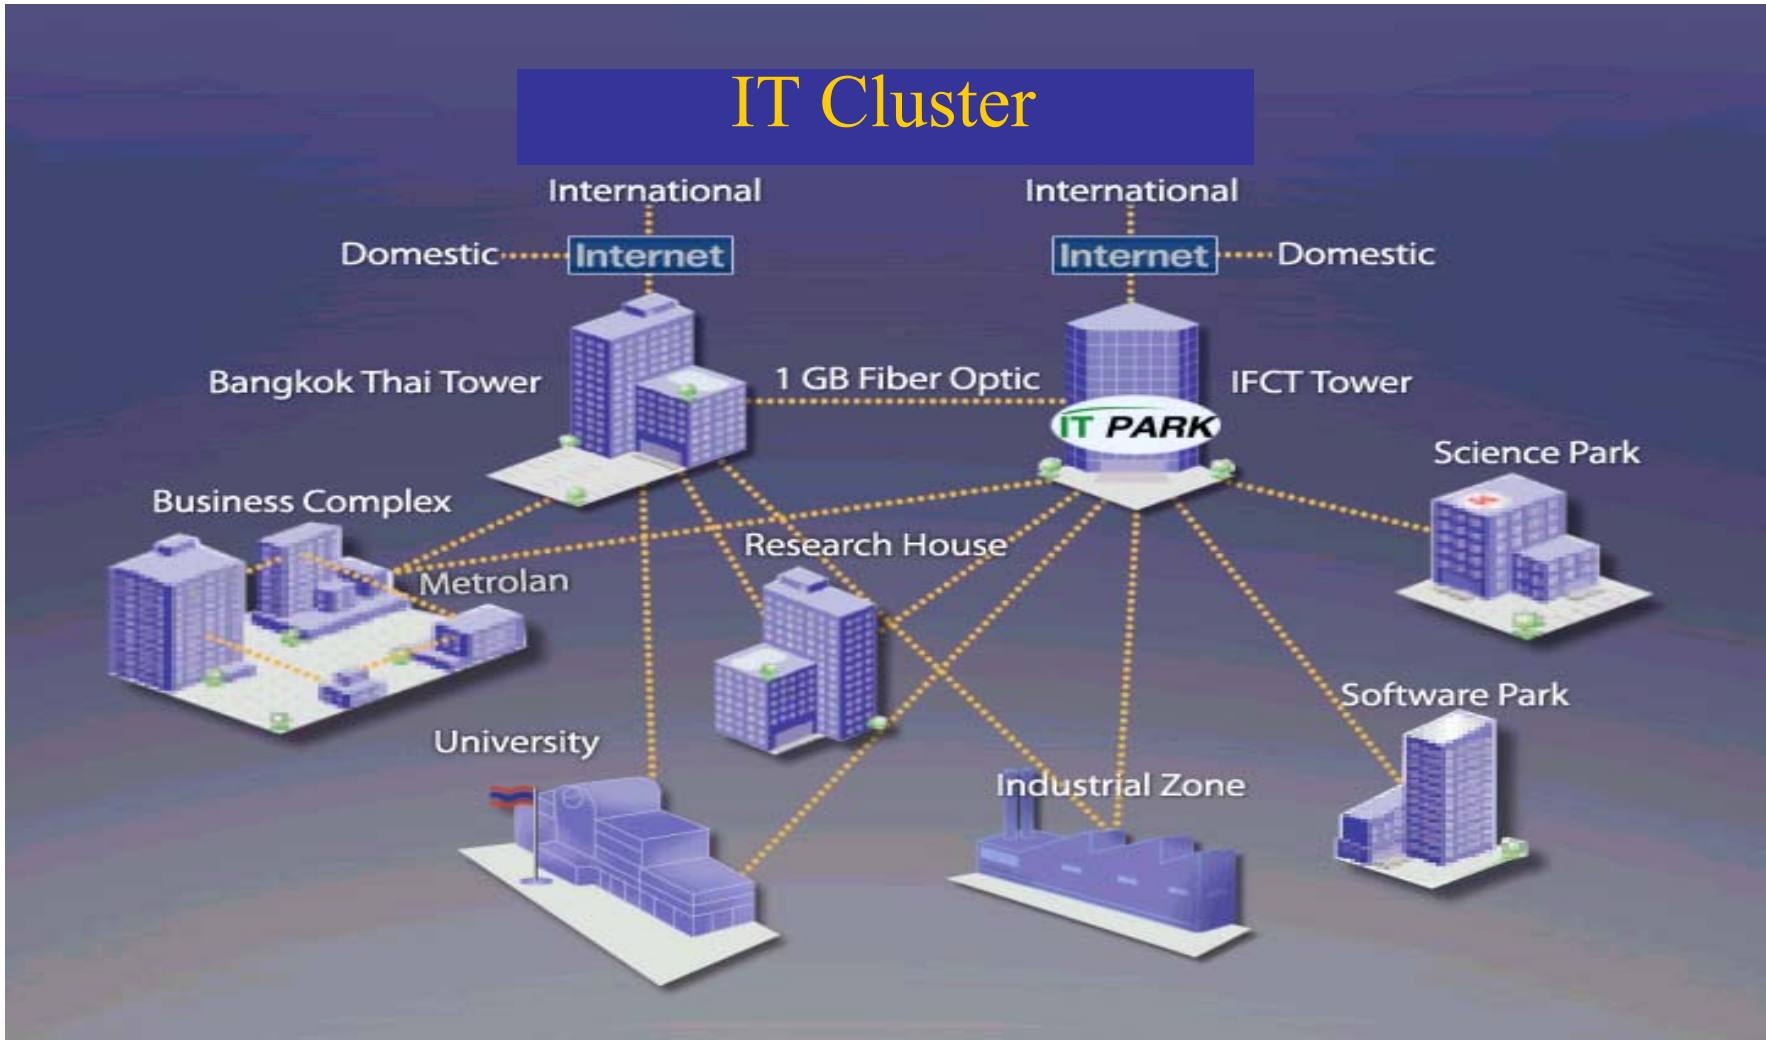 IT Cluster
International
International
Domestic
Internet
Internet
Domestic
Bangkok Thai Tower
1 GB Fiber Optic
IFCT Tower
IT PARK
Science Park
Business Complex
Research House
Metrolan
Software Park
University
Industrial Zone